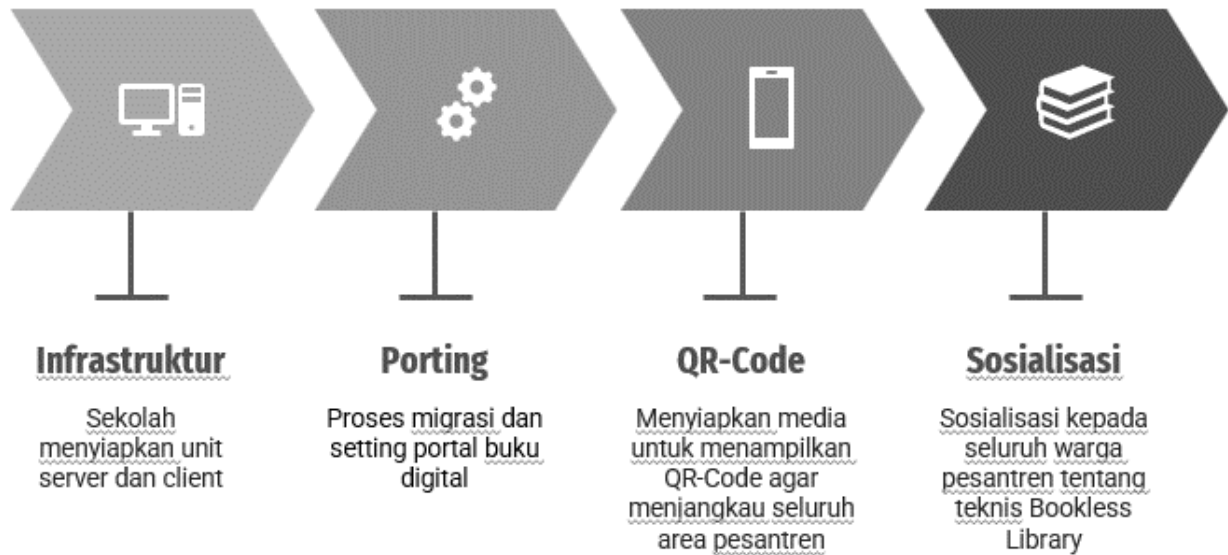 Infrastruktur
Sekolah
menyiapkan unit
server dan client
Porting
Proses migrasi dan
setting portal buku
digital
QR-Code
Menyiapkan media
untuk menampilkan
QR-Code agar
menjangkau seluruh
area pesantren
Sosialisasi
Sosialisasi kepada
seluruh warga
pesantren tentang
teknis Bookless
Library